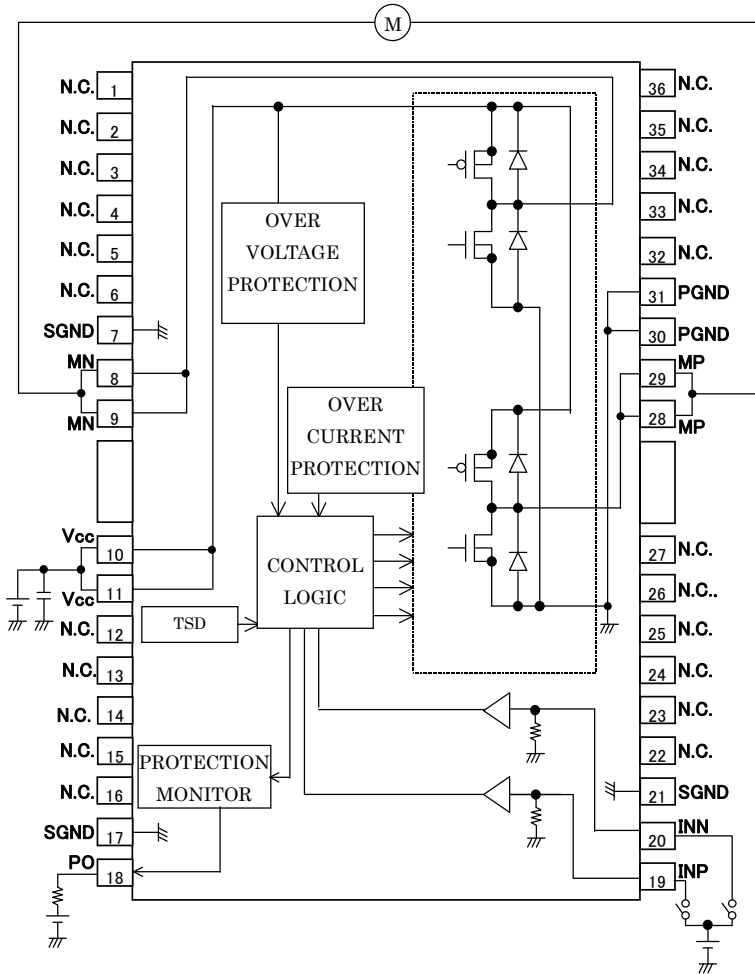 M
N.C. 1
N.C. 2
N.C. 3
N.C. 4
N.C. 5
N.C. 6
SGND 7
MN 8
9 MN
Vcc 10
11 Vcc
N.C. 12
N.C. 13
N.C. 14
N.C. 15
N.C. 16
SGND 17
PO 18
OVER
VOLTAGE
PROTECTION
OVER
CURRENT
PROTECTION
CONTROL
LOGIC
TSD
PROTECTION
MONITOR
36 N.C.
35 N.C.
34 N.C.
33 N.C.
32 N.C.
31 PGND
30 PGND
29 MP
28 MP
27 N.C.
26 N.C..
25 N.C.
24 N.C.
23 N.C.
22 N.C.
21 SGND
20 INN
19 INP